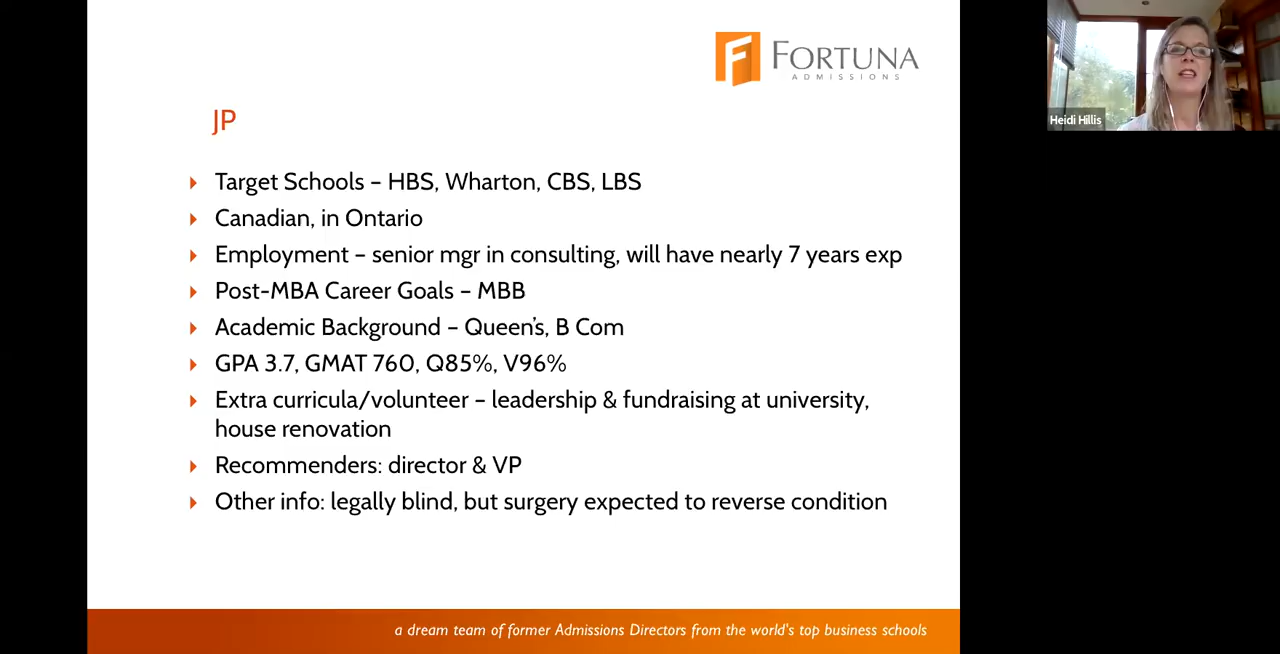 FORTUNA
ADMISSIONS
Heidi Hillis
JP
Target Schools – HBS, Wharton, CBS, LBS
Canadian, in Ontario
Employment – senior mgr in consulting, will have nearly 7 years exp
Post-MBA Career Goals – MBB
Academic Background – Queen's, B Com
GPA 3.7, GMAT 760, Q85%, V96%
Extra curricula/volunteer – leadership & fundraising at university,
house renovation
Recommenders: director & VP
Other info: legally blind, but surgery expected to reverse condition
a dream team of former Admissions Directors from the world's top business schools